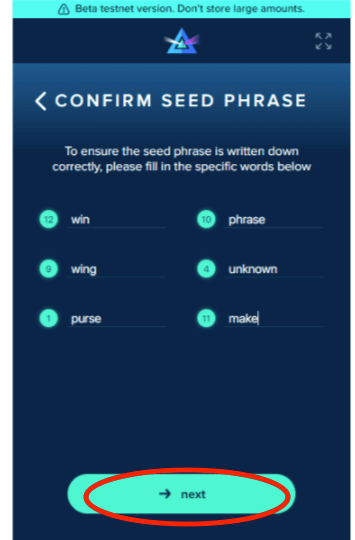 Beta testnet version. Don't store large amounts.
CONFIRM SEED PHRASE
To ensure the seed phrase is written down
correctly, please fill in the specific words below
12 win 10 phrase
9 wing 4 unknown
1 purse 11 make
next